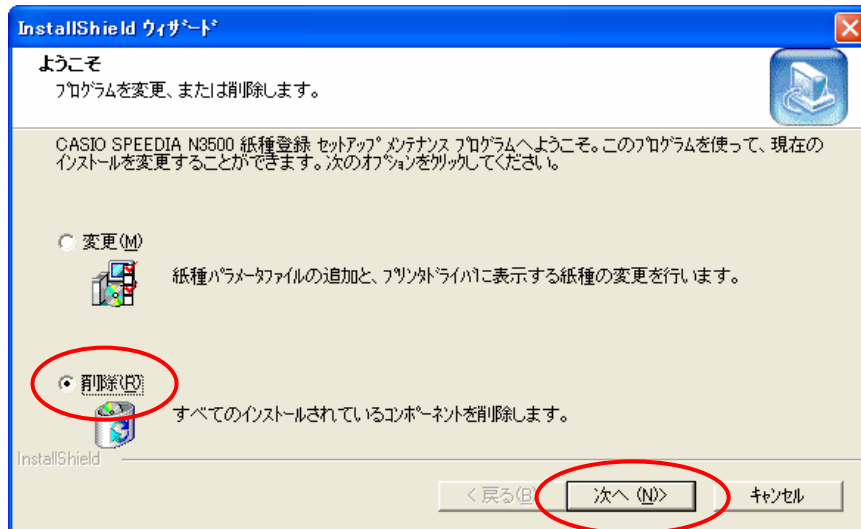 InstallShield ウィザード
ようこそ
プログラムを変更、または削除します。
CASIO SPEEDIA N3500 紙種登録 セットアップ メンテナンス プログラムへようこそ。このプログラムを使って、現在の
インストールを変更することができます。次のオプションをクリックしてください。
変更(M)
紙種パラメータファイルの追加と、プリンタドライバに表示する紙種の変更を行います。
削除(R)
すべてのインストールされているコンポーネントを削除します。
InstallShield
< 戻る(B)
次へ (N)>
キャンセル